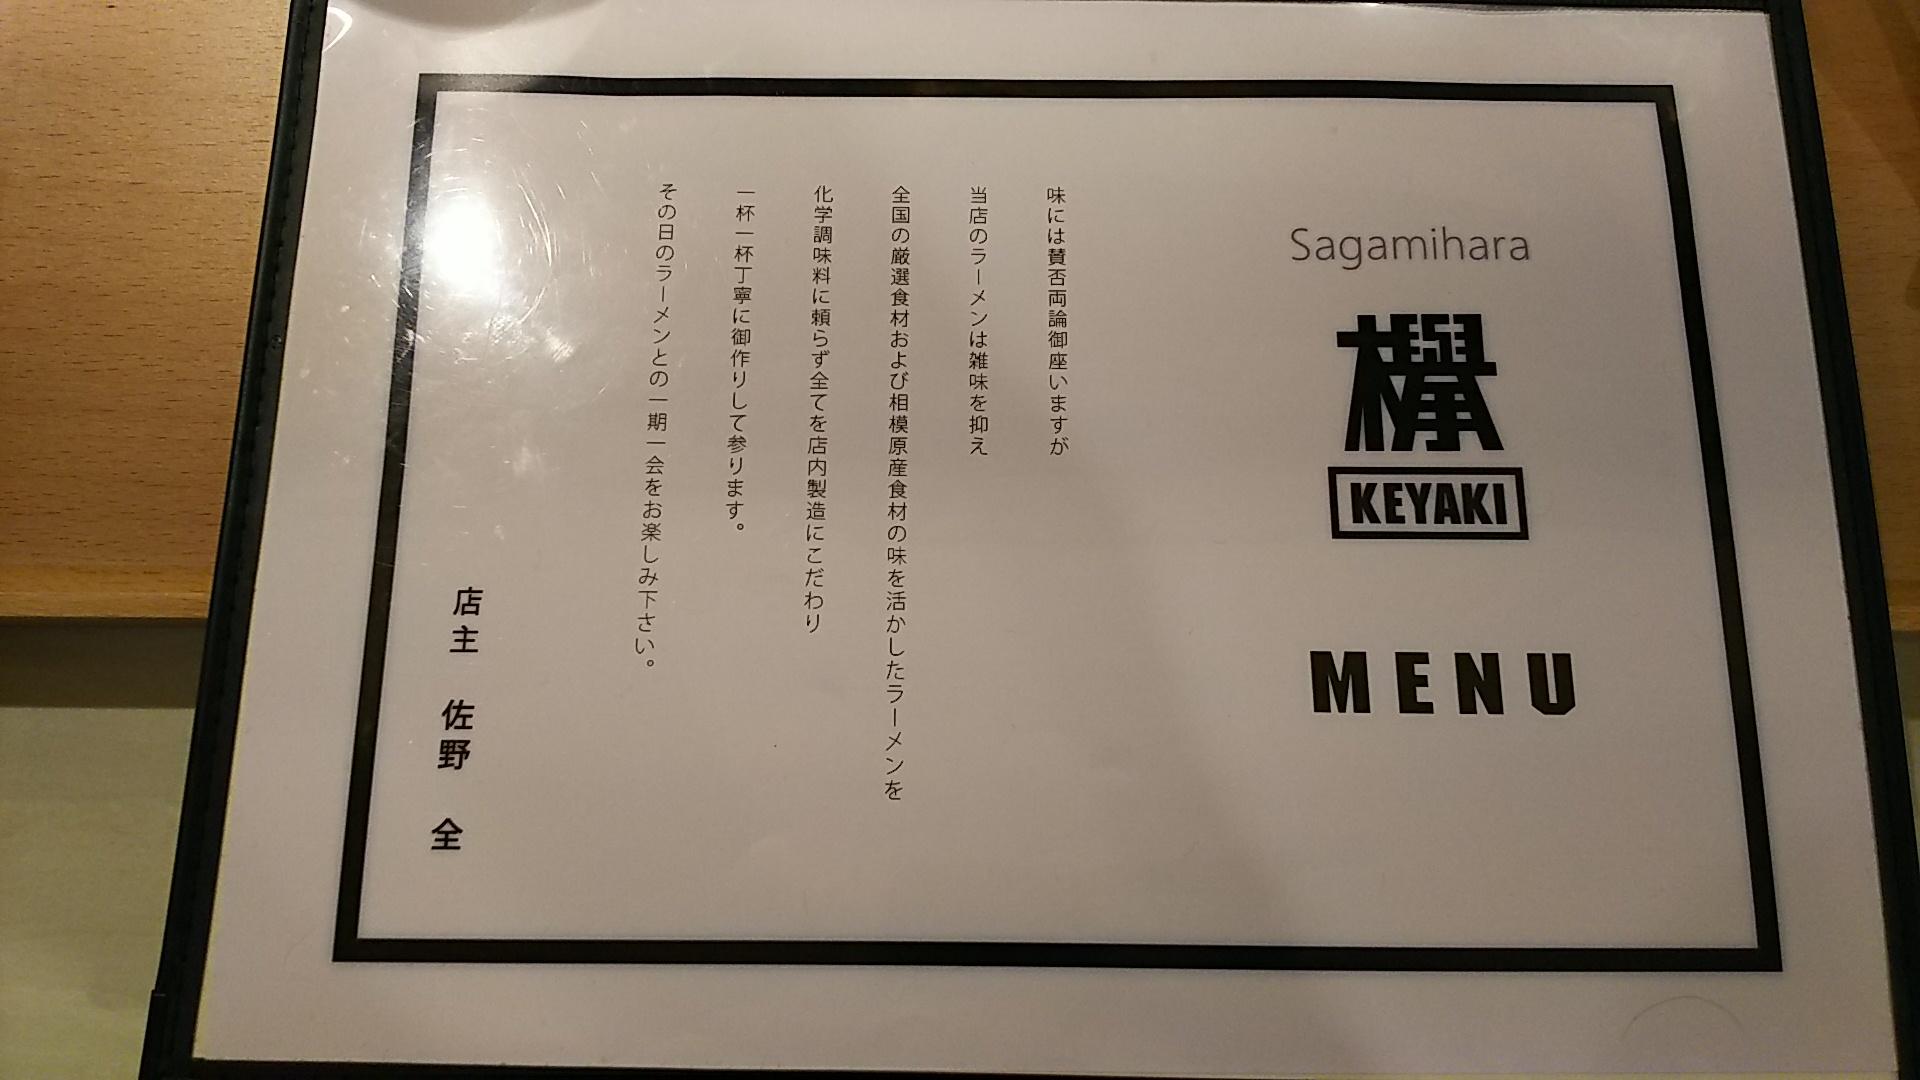 Sagamihara
欅
KEYAKI
MENU
味には賛否両論御座いますが
当店のラーメンは雑味を抑え
全国の厳選食材および相模原産食材の味を活かしたラーメンを
化学調味料に頼らず全てを店内製造にこだわり
一杯一杯丁寧に御作りして参ります。
その日のラーメンとの一期一会をお楽しみ下さい。
店主 佐野 全